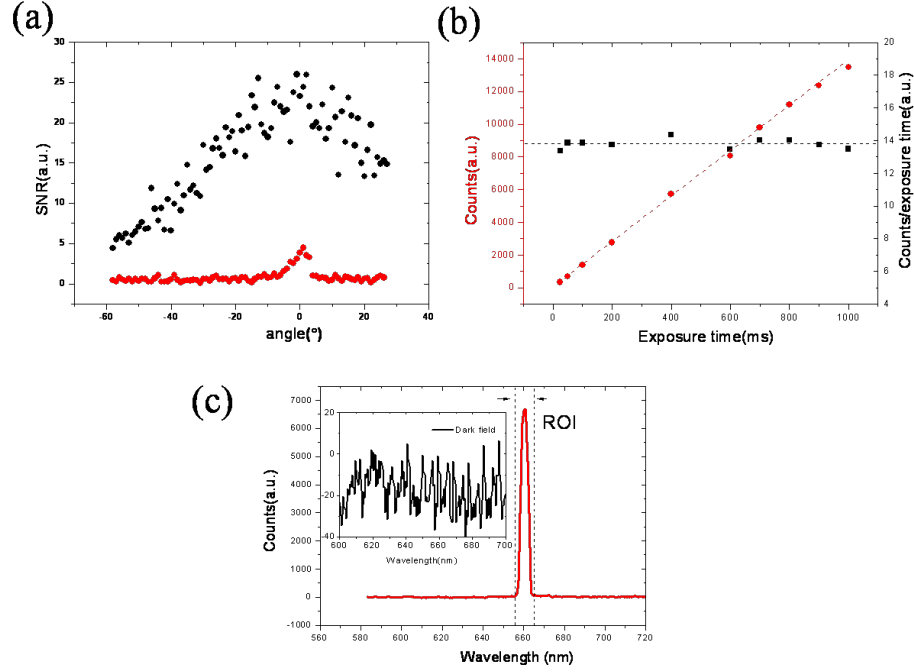 (a)
30
25
20
15
10
5
0
SNR(a.u.)
-60 -40 -20 0 20 40
angle(°)
(b)
14000
12000
10000
8000
6000
4000
2000
0
Counts(a.u.)
20
18
16
14
12
10
8
6
4
Counts/exposure time(a.u.)
0 200 400 600 800 1000
Exposure time(ms)
(c)
7000
6000
5000
4000
3000
2000
1000
0
-1000
Counts(a.u.)
ROI
20
0
-20
-40
Dark field
600 620 640 660 680 700
Wavelength(nm)
560 580 600 620 640 660 680 700 720
Wavelength (nm)